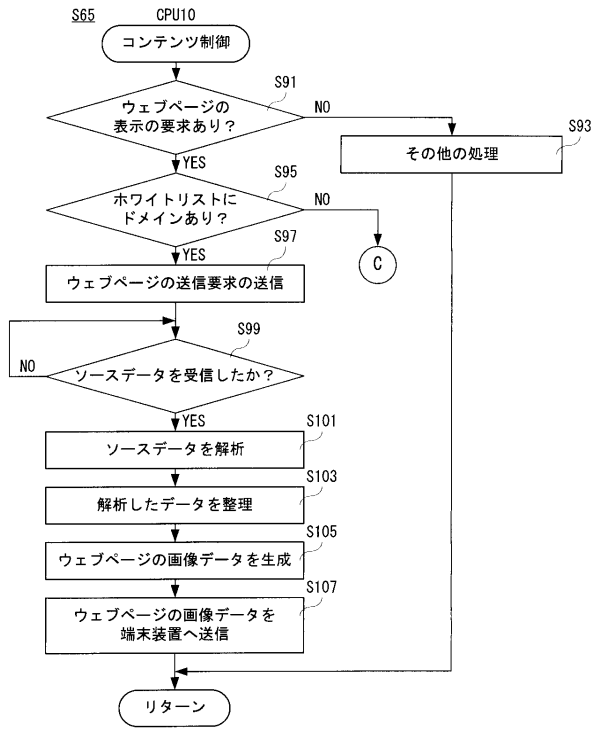 S65
CPU10
コンテンツ制御
S91
ウェブページの
表示の要求あり？
NO
YES
S93
その他の処理
S95
ホワイトリストに
ドメインあり？
NO
YES
C
S97
ウェブページの送信要求の送信
S99
ソースデータを受信したか？
NO
YES
S101
ソースデータを解析
S103
解析したデータを整理
S105
ウェブページの画像データを生成
S107
ウェブページの画像データを
端末装置へ送信
リターン